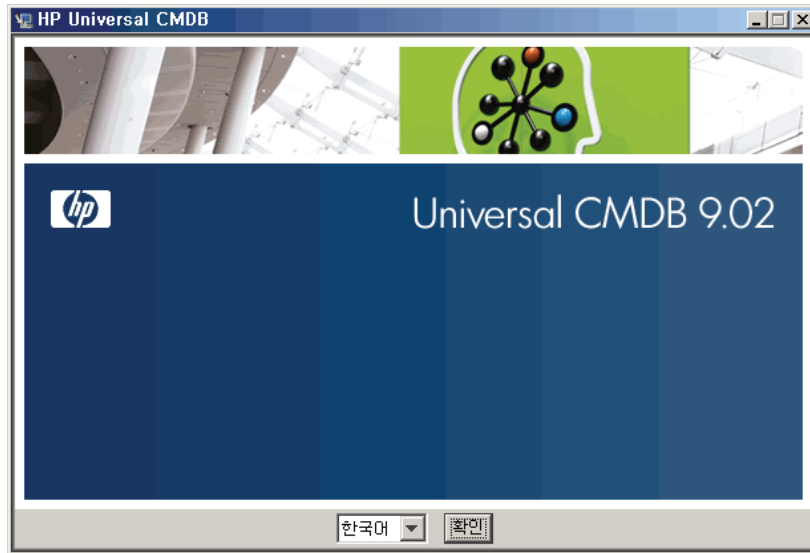 HP Universal CMDB
hp
Universal CMDB 9.02
한국어
확인